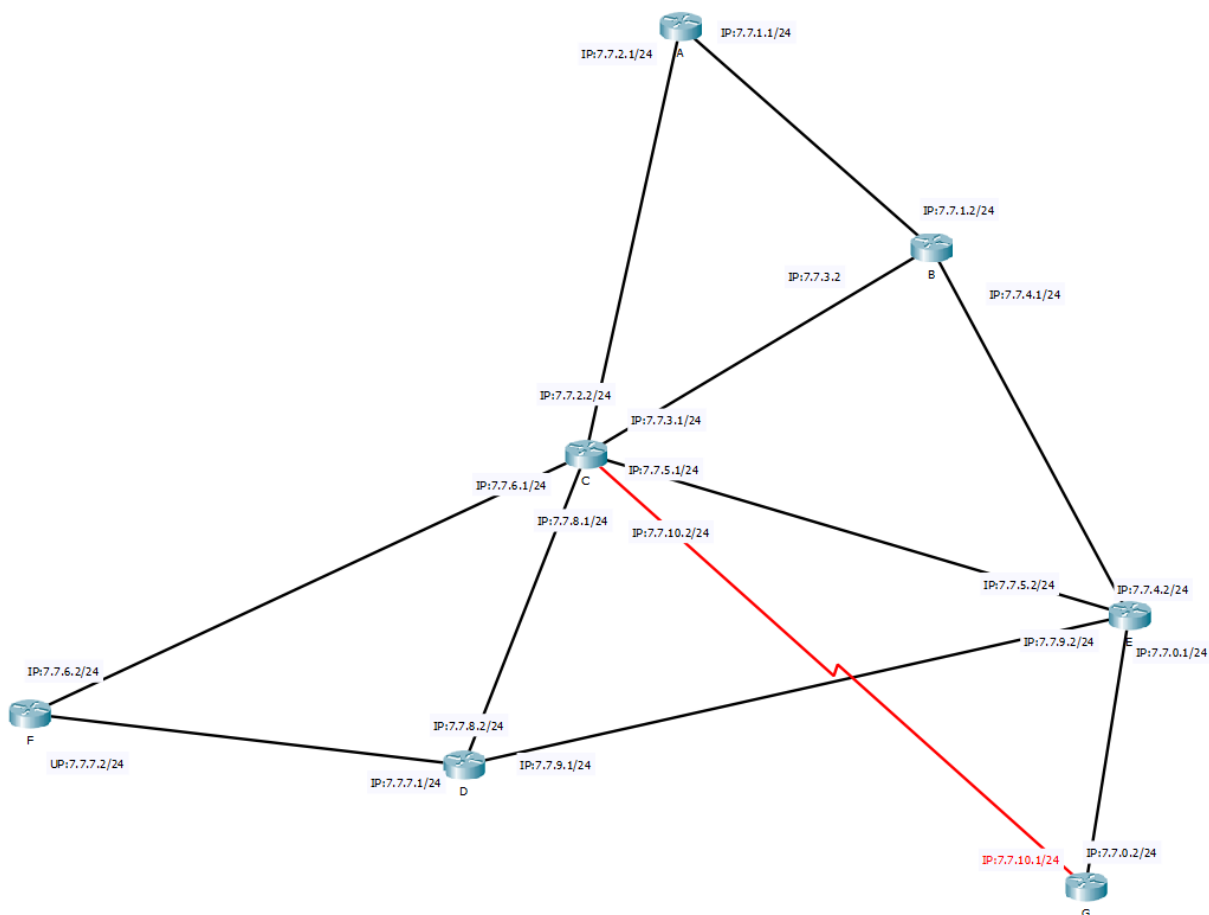 IP:7.7.1.1/24
IP:7.7.2.1/24
A
IP:7.7.1.2/24
B
IP:7.7.3.2
IP:7.7.4.1/24
IP:7.7.2.2/24
IP:7.7.3.1/24
C
IP:7.7.5.1/24
IP:7.7.6.1/24
IP:7.7.8.1/24
IP:7.7.10.2/24
IP:7.7.5.2/24
IP:7.7.4.2/24
E
IP:7.7.9.2/24
IP:7.7.0.1/24
IP:7.7.6.2/24
F
UP:7.7.7.2/24
IP:7.7.8.2/24
IP:7.7.9.1/24
IP:7.7.7.1/24
D
IP:7.7.10.1/24
IP:7.7.0.2/24
G